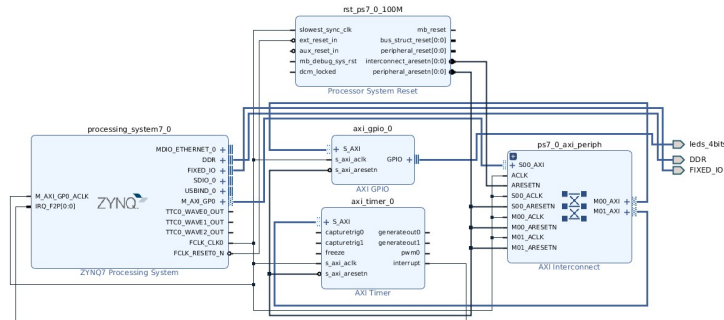 rst_ps7_0_100M
slowest_sync_clk
mb_reset
ext_reset_in
bus_struct_reset[0:0]
aux_reset_in
peripheral_reset[0:0]
mb_debug_sys_rst
interconnect_aresetn[0:0]
dcm_locked
peripheral_aresetn[0:0]
Processor System Reset
processing_system7_0
MDIO_ETHERNET_0
DDR
FIXED_IO
SDIO_0
USBIND_0
M_AXI_GP0
TTC0_WAVE0_OUT
TTC0_WAVE1_OUT
TTC0_WAVE2_OUT
FCLK_CLK0
FCLK_RESET0_N
M_AXI_GP0_ACLK
IRQ_F2P[0:0]
ZYNQ
ZYNQ7 Processing System
axi_gpio_0
S_AXI
s_axi_aclk
GPIO
s_axi_aresetn
AXI GPIO
axi_timer_0
S_AXI
capturetrig0
generateout0
capturetrig1
generateout1
freeze
pwm0
s_axi_aclk
interrupt
s_axi_aresetn
AXI Timer
ps7_0_axi_periph
S00_AXI
ACLK
ARESETN
S00_ACLK
S00_ARESETN
M00_ACLK
M00_ARESETN
M01_ACLK
M01_ARESETN
M00_AXI
M01_AXI
AXI Interconnect
leds_4bits
DDR
FIXED_IO